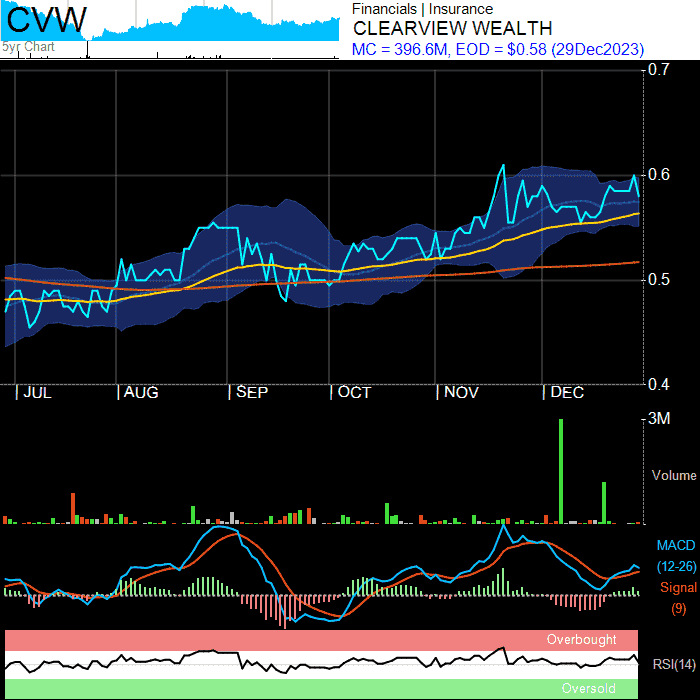 CVW
5yr Chart
Financials | Insurance
CLEARVIEW WEALTH
MC = 396.6M, EOD = $0.58 (29Dec2023)
0.7
0.6
0.5
0.4
| JUL | AUG | SEP | OCT | NOV | DEC
3M
Volume
MACD
(12-26)
Signal
(9)
Overbought
RSI(14)
Oversold